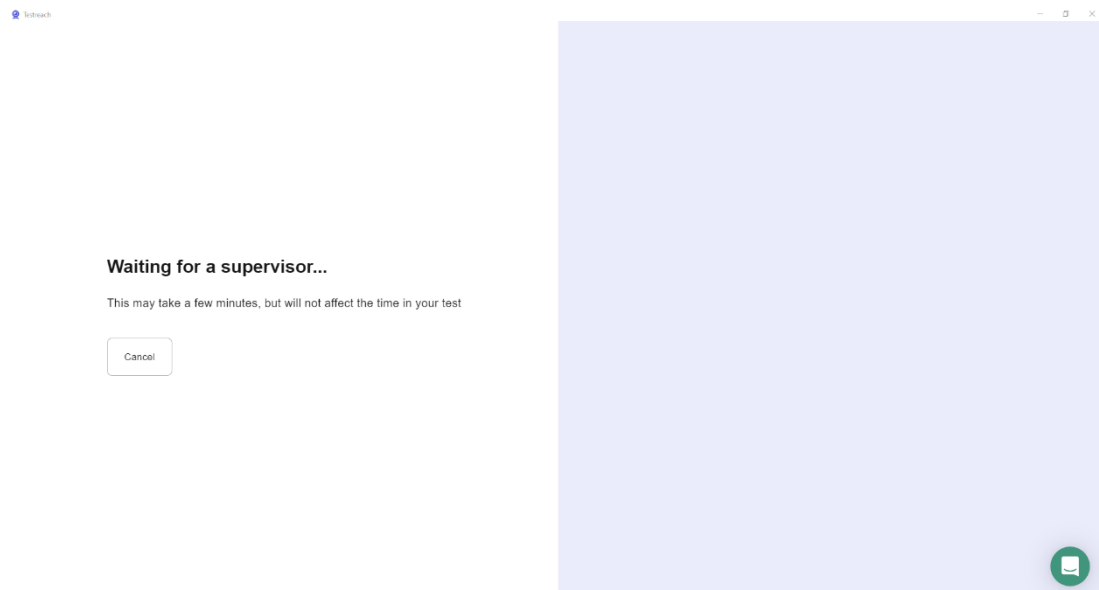 Testreach
Waiting for a supervisor...
This may take a few minutes, but will not affect the time in your test
Cancel